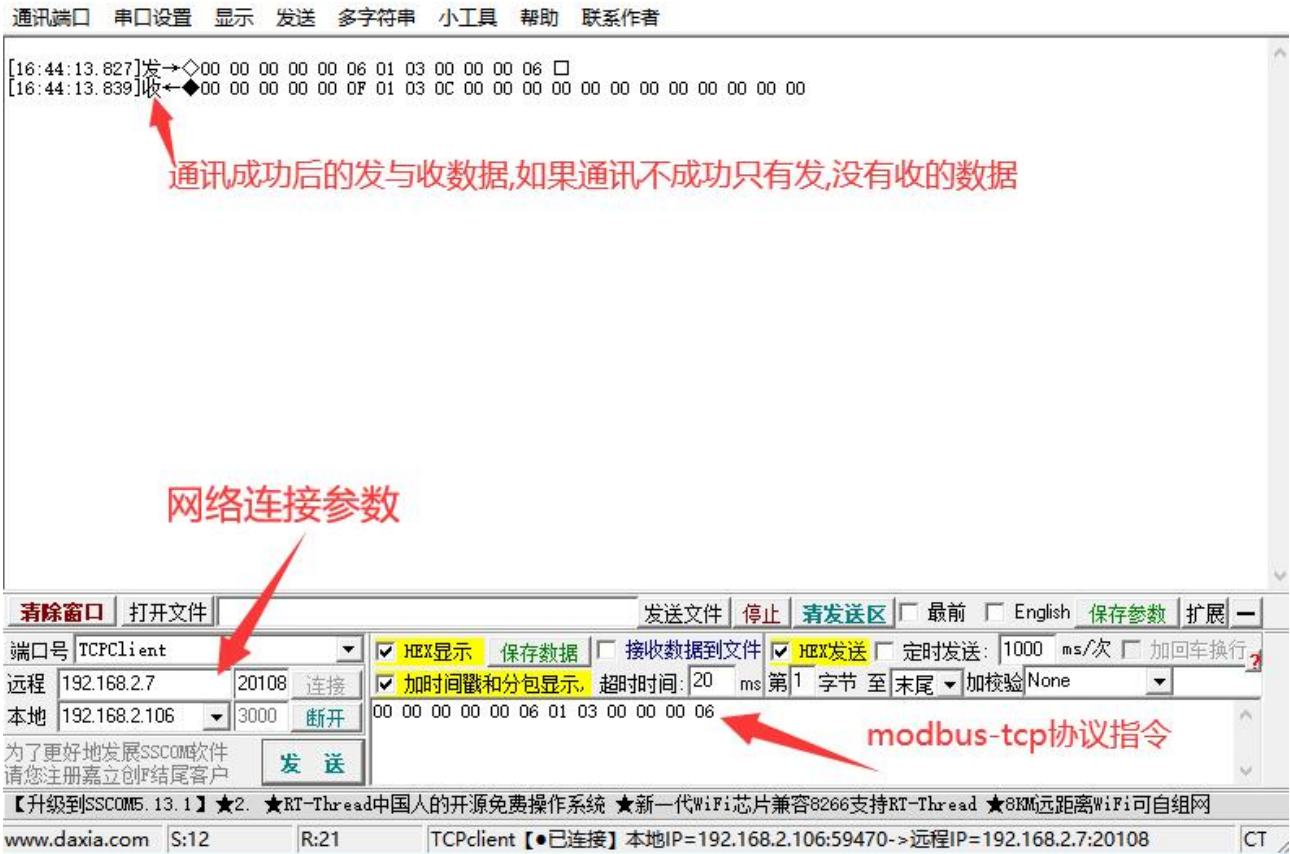 通讯端口 串口设置 显示 发送 多字符串 小工具 帮助 联系作者
[16:44:13.827]发→◇00 00 00 00 00 06 01 03 00 00 00 06 □
[16:44:13.839]收←◆00 00 00 00 00 0F 01 03 0C 00 00 00 00 00 00 00 00 00 00 00 00
通讯成功后的发与收数据,如果通讯不成功只有发,没有收的数据
网络连接参数
清除窗口 打开文件 发送文件 停止 清发送区 最前 English 保存参数 扩展 —
端口号 TCPClient HEX显示 保存数据 接收数据到文件 HEX发送 定时发送: 1000 ms/次 加回车换行 ?
远程 192.168.2.7 20108 连接 加时间戳和分包显示, 超时时间: 20 ms 第1 字节 至 末尾 加校验 None
本地 192.168.2.106 3000 断开 00 00 00 00 00 06 01 03 00 00 00 06
modbus-tcp协议指令
为了更好地发展SSCOM软件
请您注册嘉立创F结尾客户
发 送
【升级到SSCOM5.13.1】★2. ★RT-Thread中国人的开源免费操作系统 ★新一代WiFi芯片兼容8266支持RT-Thread ★8KM远距离WiFi可自组网
www.daxia.com S:12 R:21 TCPclient【●已连接】本地IP=192.168.2.106:59470->远程IP=192.168.2.7:20108 CT